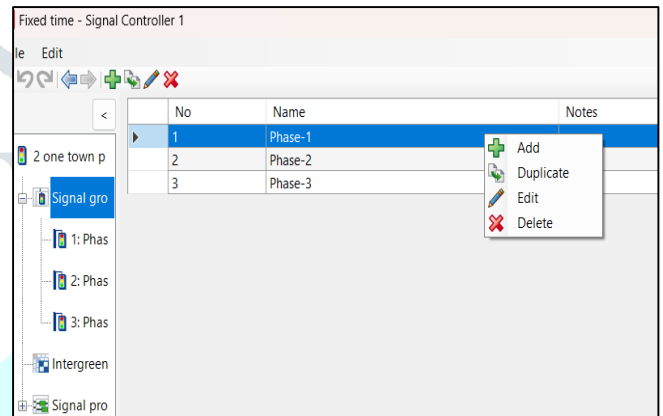 Fixed time - Signal Controller 1
le Edit
<
No Name Notes
1 Phase-1
2 Phase-2
3 Phase-3
Add
Duplicate
Edit
Delete
2 one town p
Signal gro
1: Phas
2: Phas
3: Phas
Intergreen
Signal pro